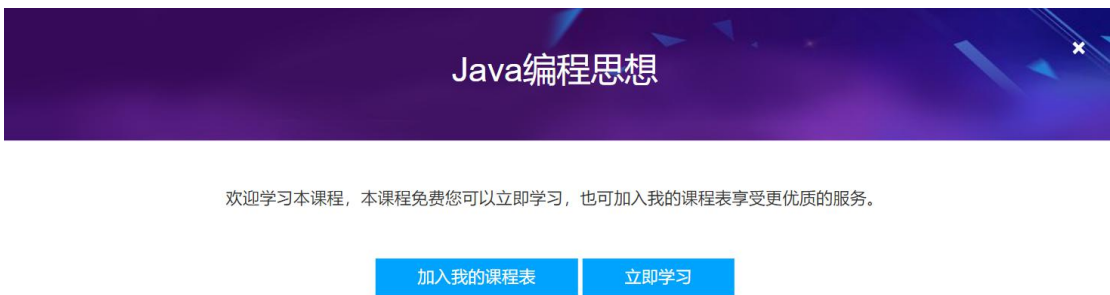 Java编程思想
×
欢迎学习本课程，本课程免费您可以立即学习，也可加入我的课程表享受更优质的服务。
加入我的课程表
立即学习